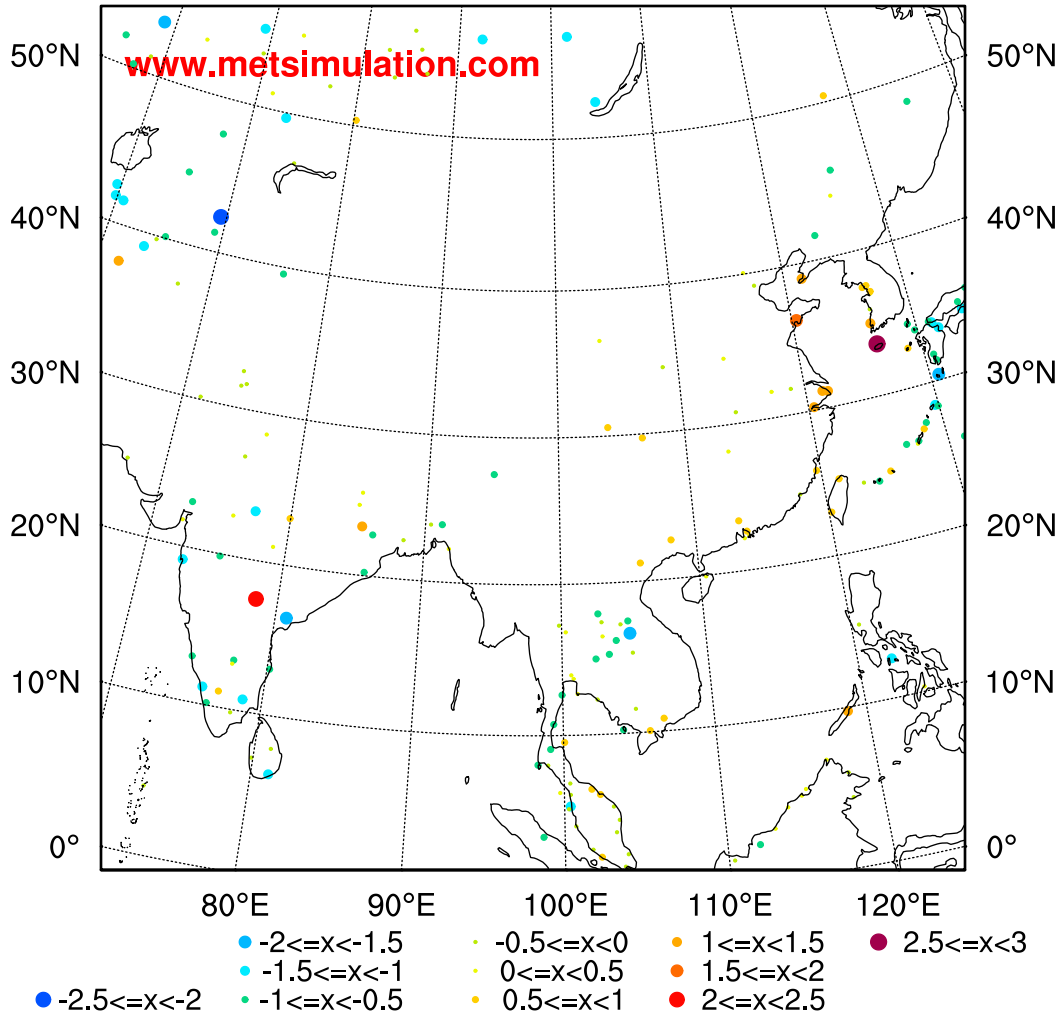 50°N 50°N
www.metsimulation.com
40°N 40°N
30°N 30°N
20°N 20°N
10°N 10°N
0° 0°
80°E 90°E 100°E 110°E 120°E
-2<=x<-1.5 -0.5<=x<0 1<=x<1.5 2.5<=x<3
-1.5<=x<-1 0<=x<0.5 1.5<=x<2
-2.5<=x<-2 -1<=x<-0.5 0.5<=x<1 2<=x<2.5